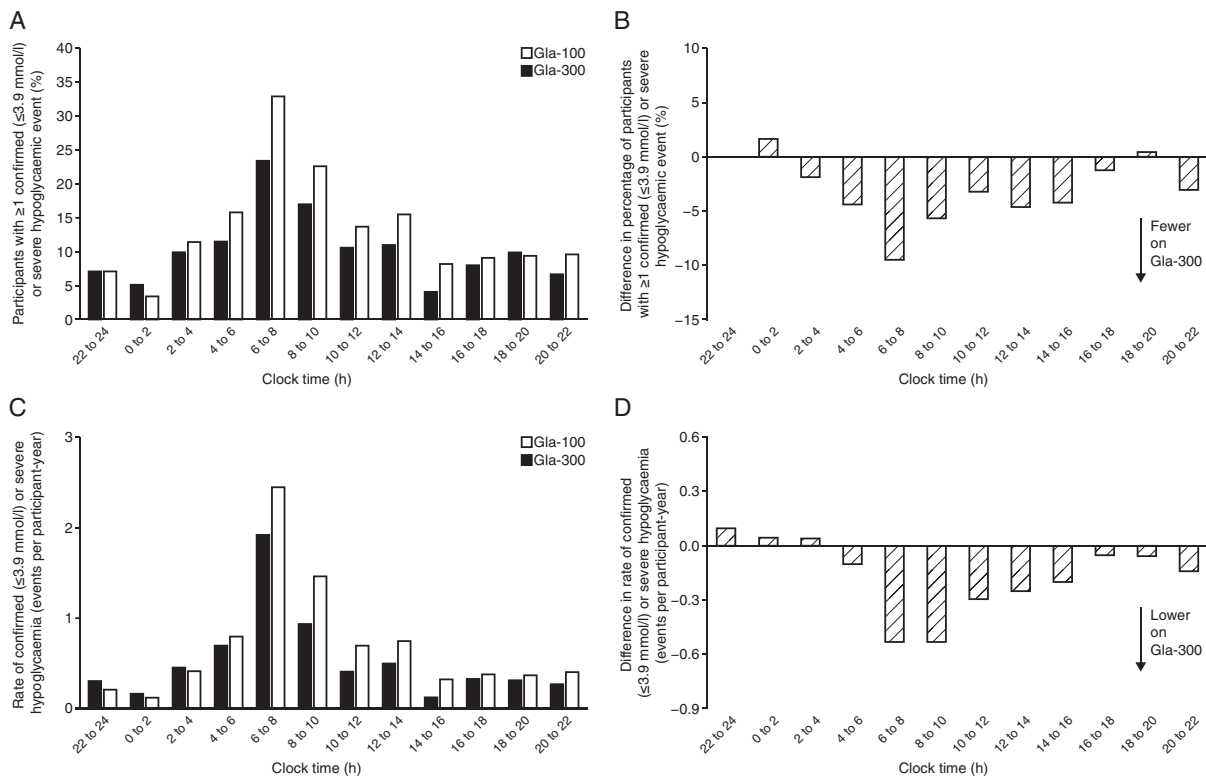 A
Participants with ≥1 confirmed (≤3.9 mmol/l)
or severe hypoglycaemic event (%)
40
35
30
25
20
15
10
5
0
Gla-100
Gla-300
22 to 24
0 to 2
2 to 4
4 to 6
6 to 8
8 to 10
10 to 12
12 to 14
14 to 16
16 to 18
18 to 20
20 to 22
Clock time (h)
B
Difference in percentage of participants
with ≥1 confirmed (≤3.9 mmol/l) or severe
hypoglycaemic event (%)
10
5
0
−5
−10
−15
Fewer
on
Gla-300
22 to 24
0 to 2
2 to 4
4 to 6
6 to 8
8 to 10
10 to 12
12 to 14
14 to 16
16 to 18
18 to 20
20 to 22
Clock time (h)
C
Rate of confirmed (≤3.9 mmol/l) or severe
hypoglycaemia (events per participant-year)
3
2
1
0
Gla-100
Gla-300
22 to 24
0 to 2
2 to 4
4 to 6
6 to 8
8 to 10
10 to 12
12 to 14
14 to 16
16 to 18
18 to 20
20 to 22
Clock time (h)
D
Difference in rate of confirmed
(≤3.9 mmol/l) or severe hypoglycaemia
(events per participant-year)
0.6
0.3
0.0
−0.3
−0.6
−0.9
Lower
on
Gla-300
22 to 24
0 to 2
2 to 4
4 to 6
6 to 8
8 to 10
10 to 12
12 to 14
14 to 16
16 to 18
18 to 20
20 to 22
Clock time (h)